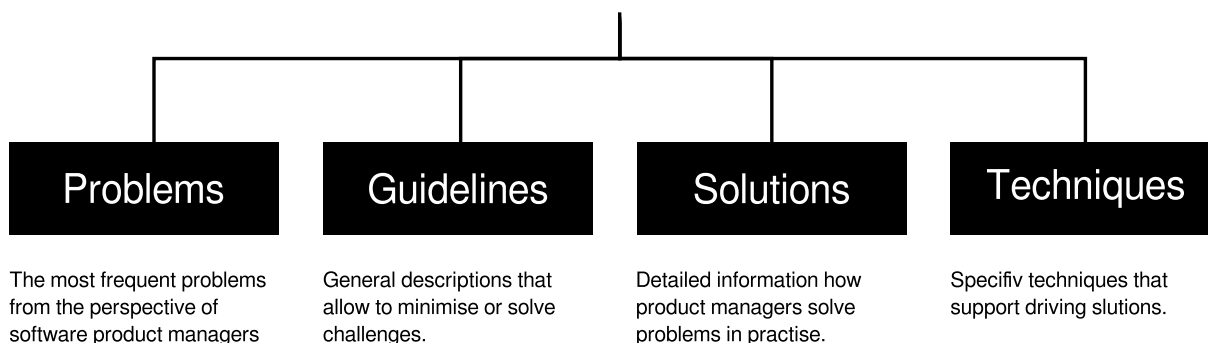 Problems
Guidelines
Solutions
Techniques
The most frequent problems
from the perspective of
software product managers
General descriptions that
allow to minimise or solve
challenges.
Detailed information how
product managers solve
problems in practise.
Specifiv techniques that
support driving slutions.